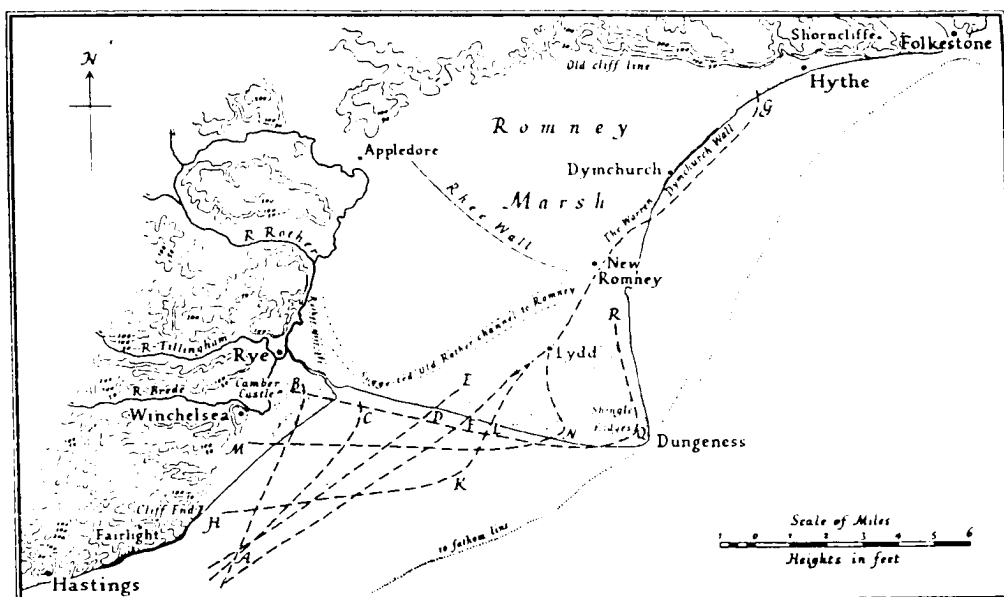 N
Shorncliffe
Folkestone
Old cliff line
Hythe
Romney
G
Appledore
Dymchurch
Dymchurch Wall
Marsh
Rhee Wall
The Warren
R Rother
New
Romney
Suggested Old Rother channel to Romney
R
R. Tillingham
Rye
Lydd
E
R. Brede
Camber
Castle
B
Winchelsea
C
D
F
L
N
Shingle
Ridges
Q
M
Dungeness
K
Cliff End
H
Fairlight
A
10 fathom line
Hastings
Scale of Miles
1 0 1 2 3 4 5 6
Heights in feet